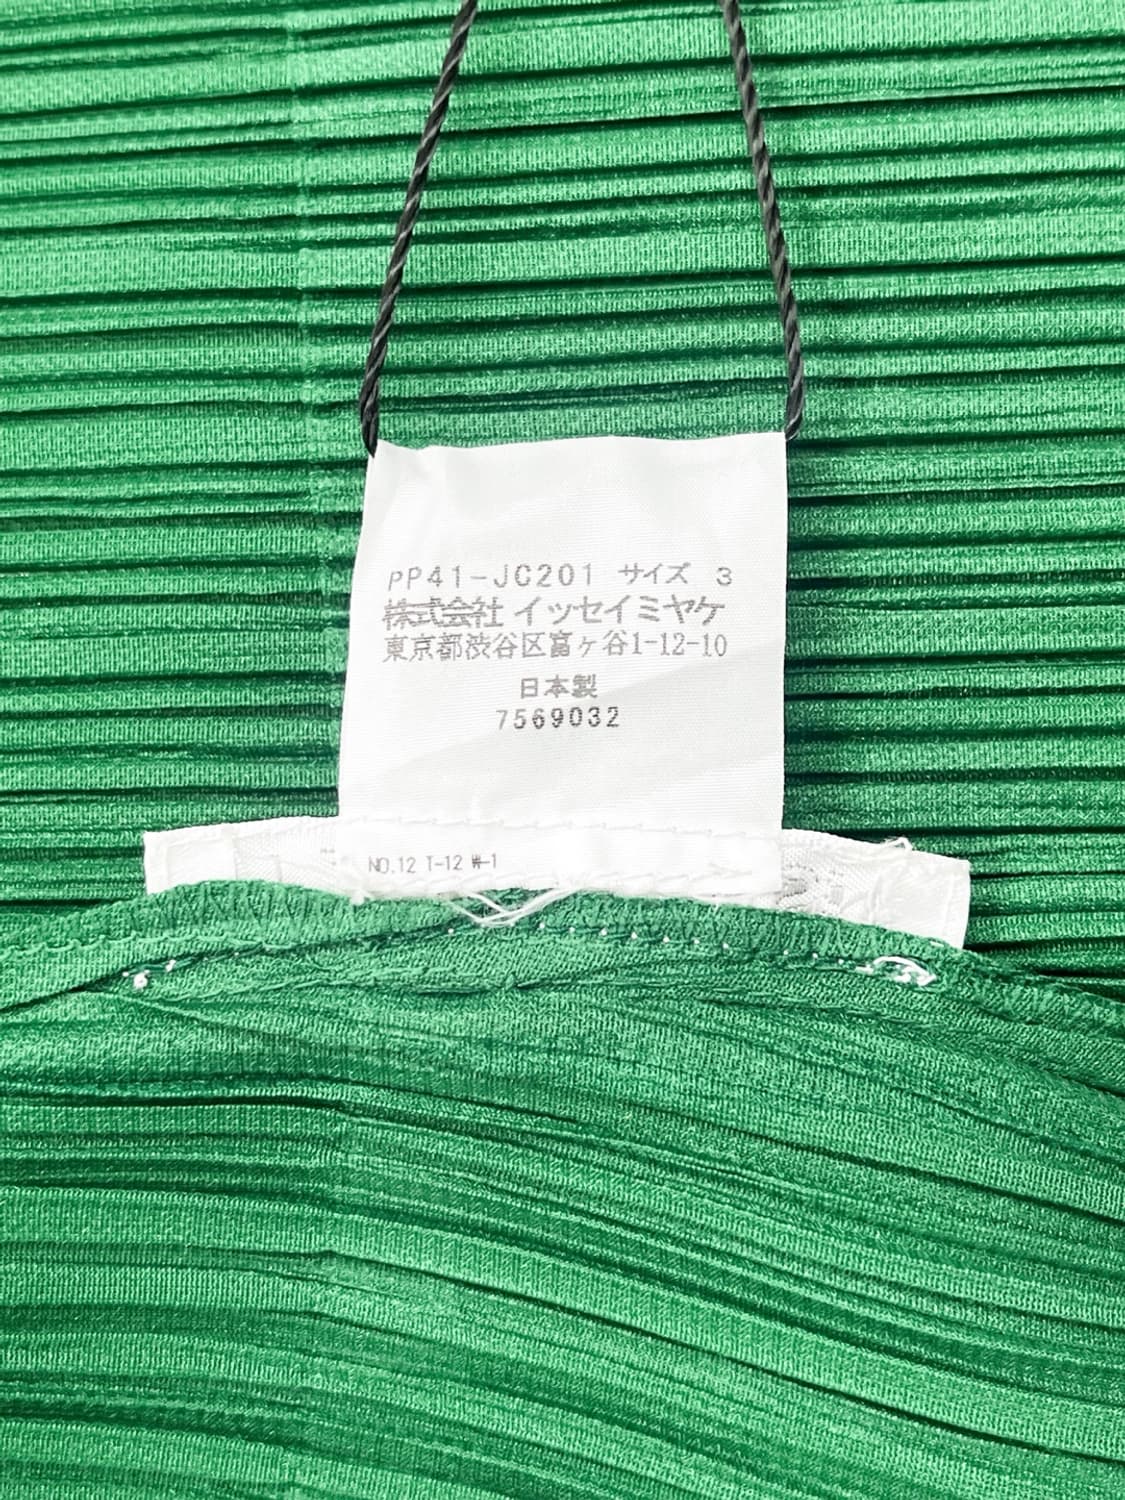 PP41-JC201 サイズ 3
株式会社 イッセイミヤケ
東京都渋谷区富ヶ谷1-12-10
日本製
7569032
NO.12 T-12 W-1